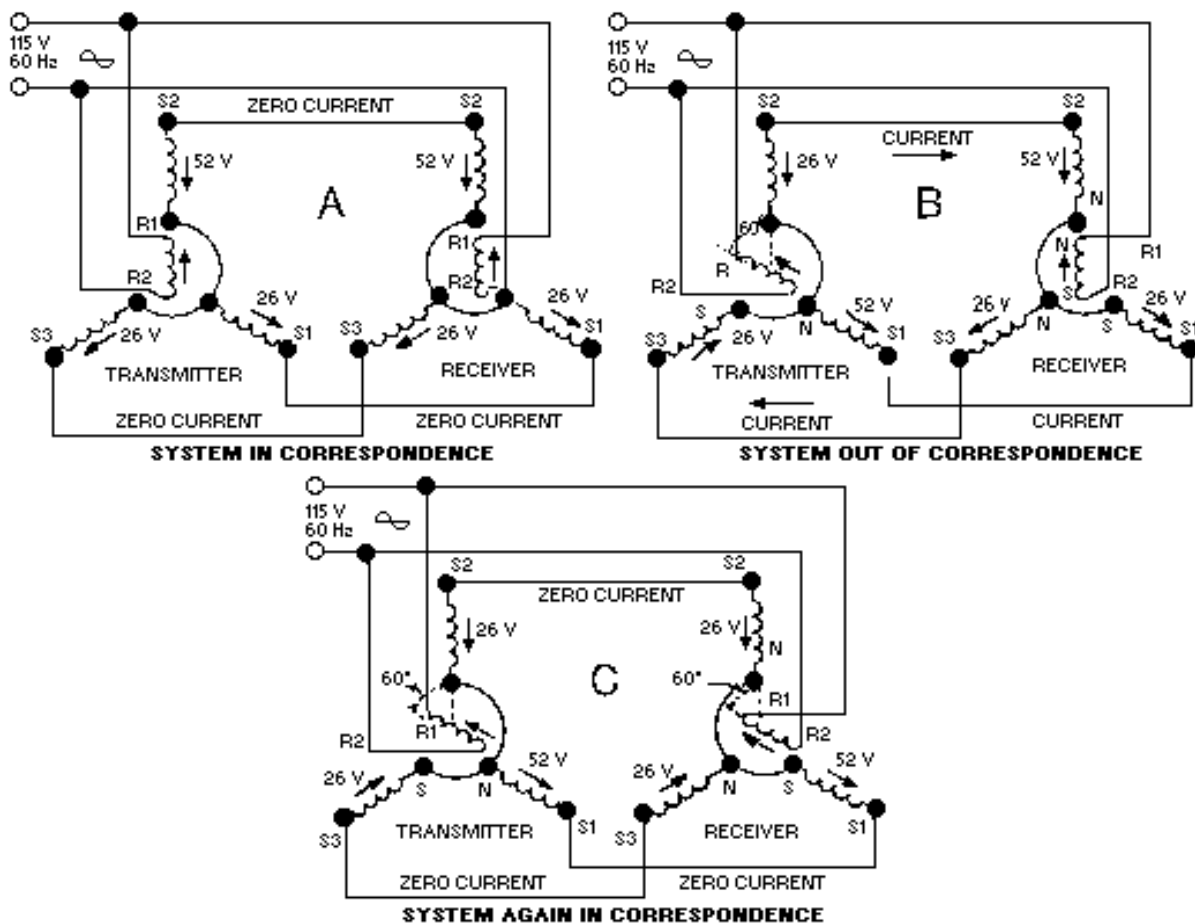 115 V
60 Hz
S2
ZERO CURRENT
S2
52 V
52 V
A
R1
R1
R2
R2
26 V
26 V
S3
26 V
S1
S3
26 V
S1
TRANSMITTER
RECEIVER
ZERO CURRENT
ZERO CURRENT
SYSTEM IN CORRESPONDENCE
115 V
60 Hz
S2
S2
CURRENT
26 V
52 V
B
N
60
R
N
R1
R2
S
R2
S
N
52 V
26 V
N
S
26 V
S3
26 V
S1
S3
S1
TRANSMITTER
RECEIVER
CURRENT
CURRENT
SYSTEM OUT OF CORRESPONDENCE
115 V
60 Hz
S2
S2
ZERO CURRENT
26 V
26 V
N
60°
C
60°
R1
R1
R2
R2
26 V
52 V
26 V
52 V
S
N
N
S
S3
TRANSMITTER
S1
S3
RECEIVER
S1
ZERO CURRENT
ZERO CURRENT
SYSTEM AGAIN IN CORRESPONDENCE